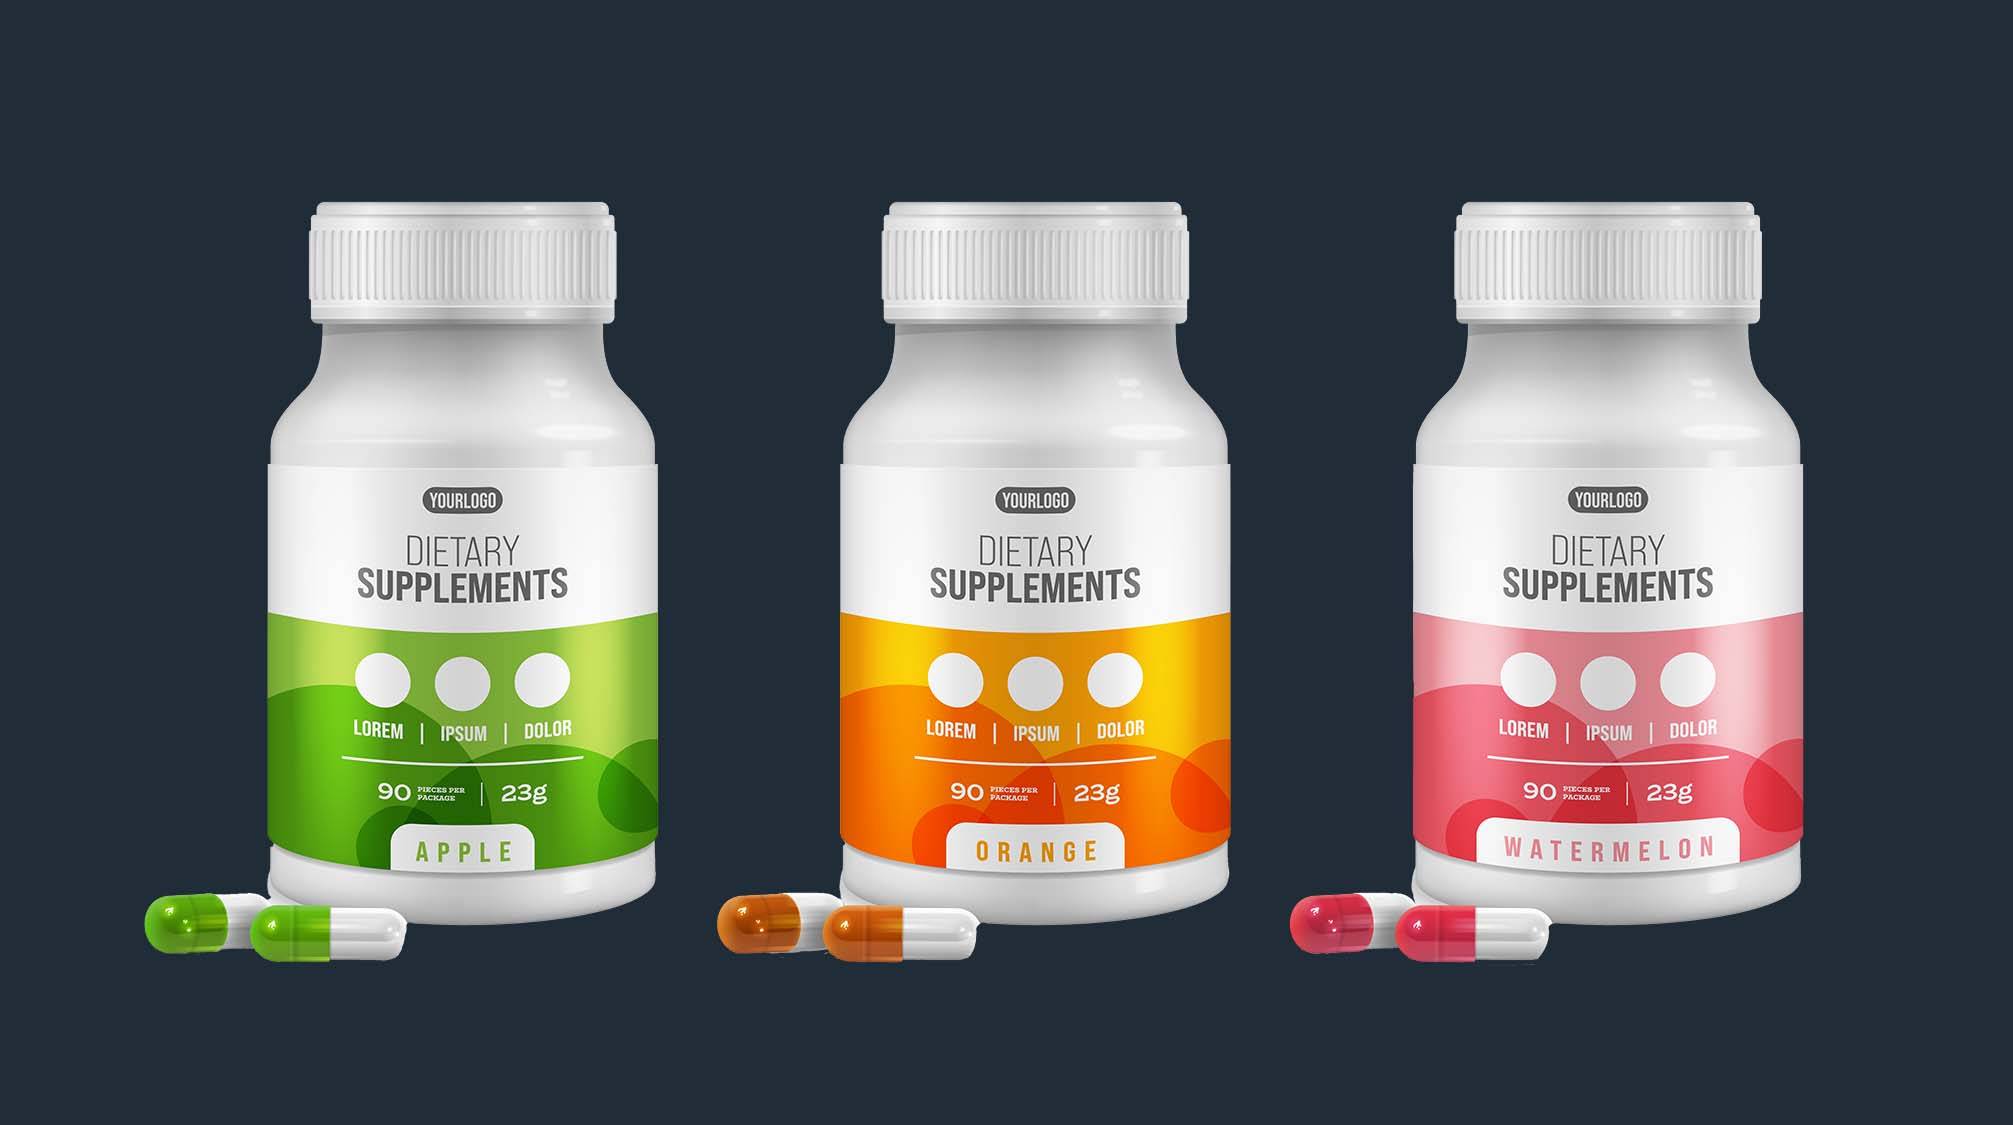 YOURLOGO
DIETARY
SUPPLEMENTS
LOREM | IPSUM | DOLOR
90 PIECES PER PACKAGE | 23g
APPLE
YOURLOGO
DIETARY
SUPPLEMENTS
LOREM | IPSUM | DOLOR
90 PIECES PER PACKAGE | 23g
ORANGE
YOURLOGO
DIETARY
SUPPLEMENTS
LOREM | IPSUM | DOLOR
90 PIECES PER PACKAGE | 23g
WATERMELON